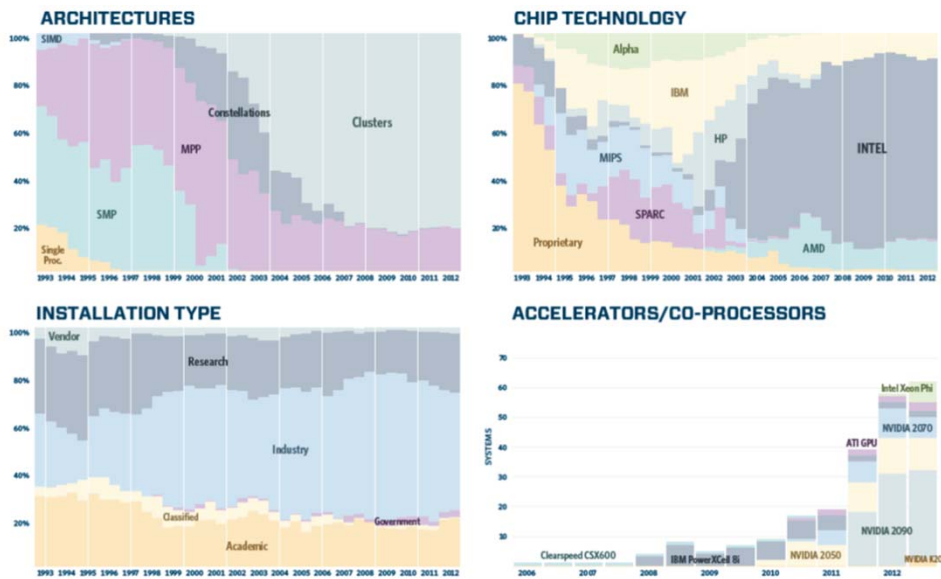 ARCHITECTURES
100%
80%
60%
40%
20%
SIMD
Constellations
Clusters
MPP
SMP
Single
Proc.
1993 1994 1995 1996 1997 1998 1999 2000 2001 2002 2003 2004 2005 2006 2007 2008 2009 2010 2011 2012
CHIP TECHNOLOGY
100%
80%
60%
40%
20%
Alpha
IBM
HP
MIPS
INTEL
SPARC
Proprietary
AMD
1993 1994 1995 1996 1997 1998 1999 2000 2001 2002 2003 2004 2005 2006 2007 2008 2009 2010 2011 2012
INSTALLATION TYPE
100%
80%
60%
40%
20%
Vendor
Research
Industry
Classified
Government
Academic
1993 1994 1995 1996 1997 1998 1999 2000 2001 2002 2003 2004 2005 2006 2007 2008 2009 2010 2011 2012
ACCELERATORS/CO-PROCESSORS
70
60
50
40
30
20
10
SYSTEMS
Intel Xeon Phi
NVIDIA 2070
ATI GPU
NVIDIA 2090
Clearspeed CSX600
IBM PowerXCell 8i
NVIDIA 2050
2006 2007 2008 2009 2010 2011 2012